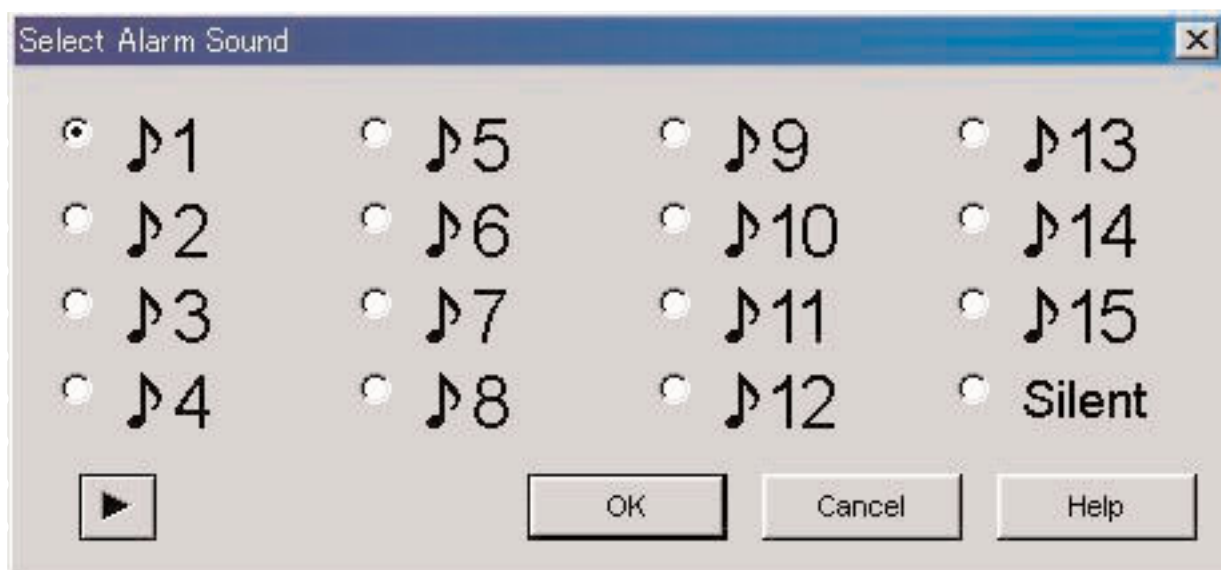 Select Alarm Sound
♪1 ♪5 ♪9 ♪13
♪2 ♪6 ♪10 ♪14
♪3 ♪7 ♪11 ♪15
♪4 ♪8 ♪12 Silent
OK Cancel Help